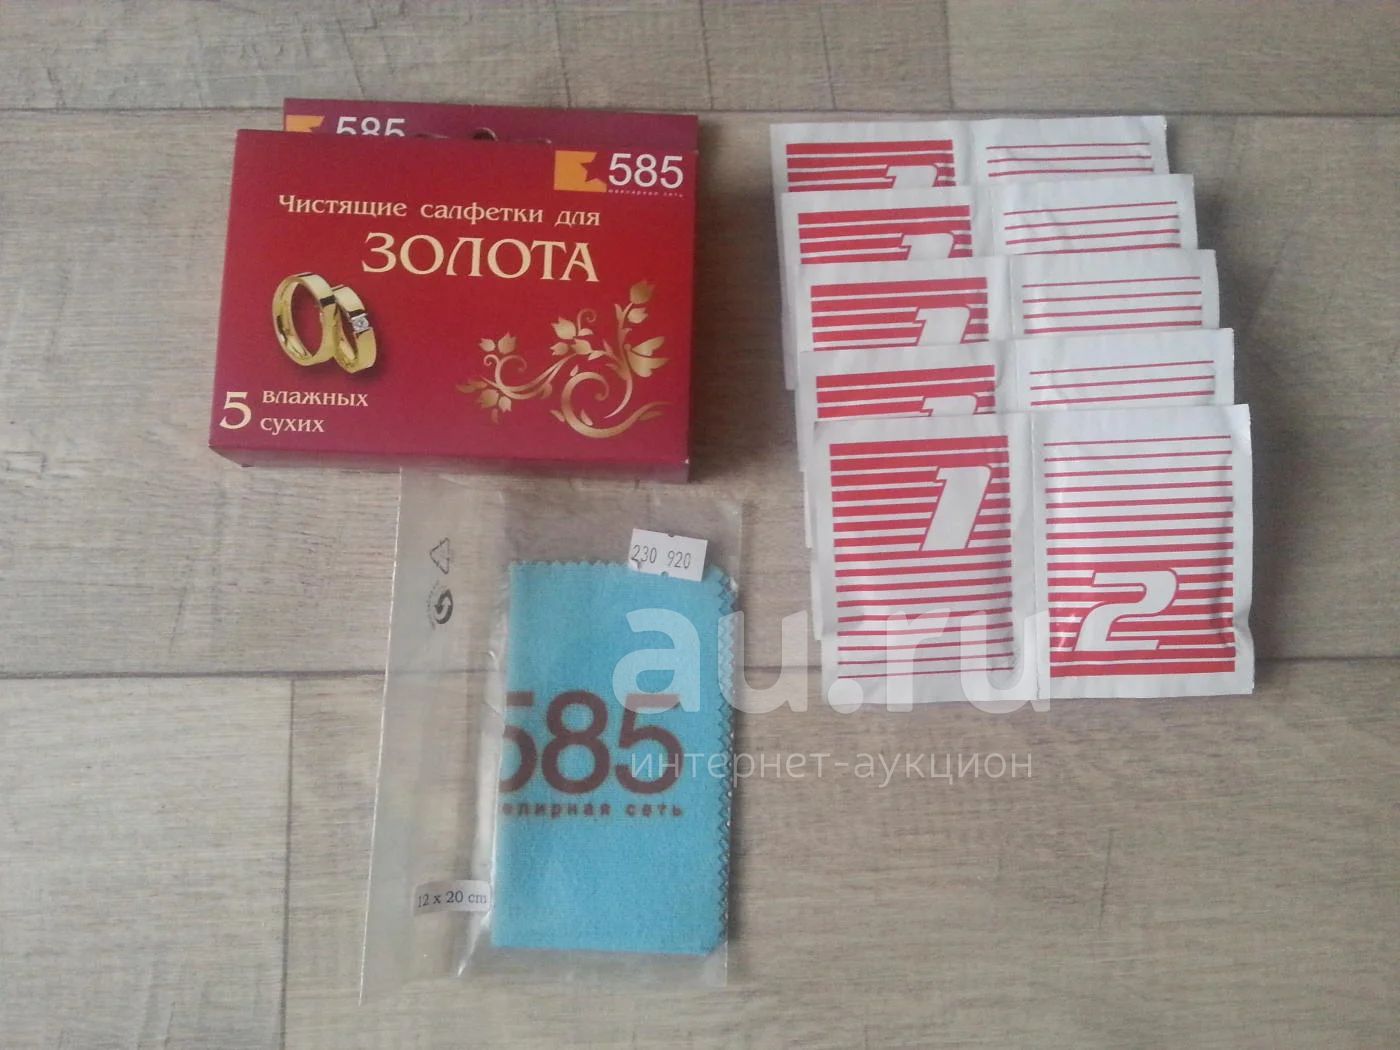 585
585
ювелирная сеть
Чистящие салфетки для
ЗОЛОТА
5 влажных
сухих
1
1
1
1
1
2
230 920
au.ru
интернет-аукцион
585
сеть
12 x 20 cm